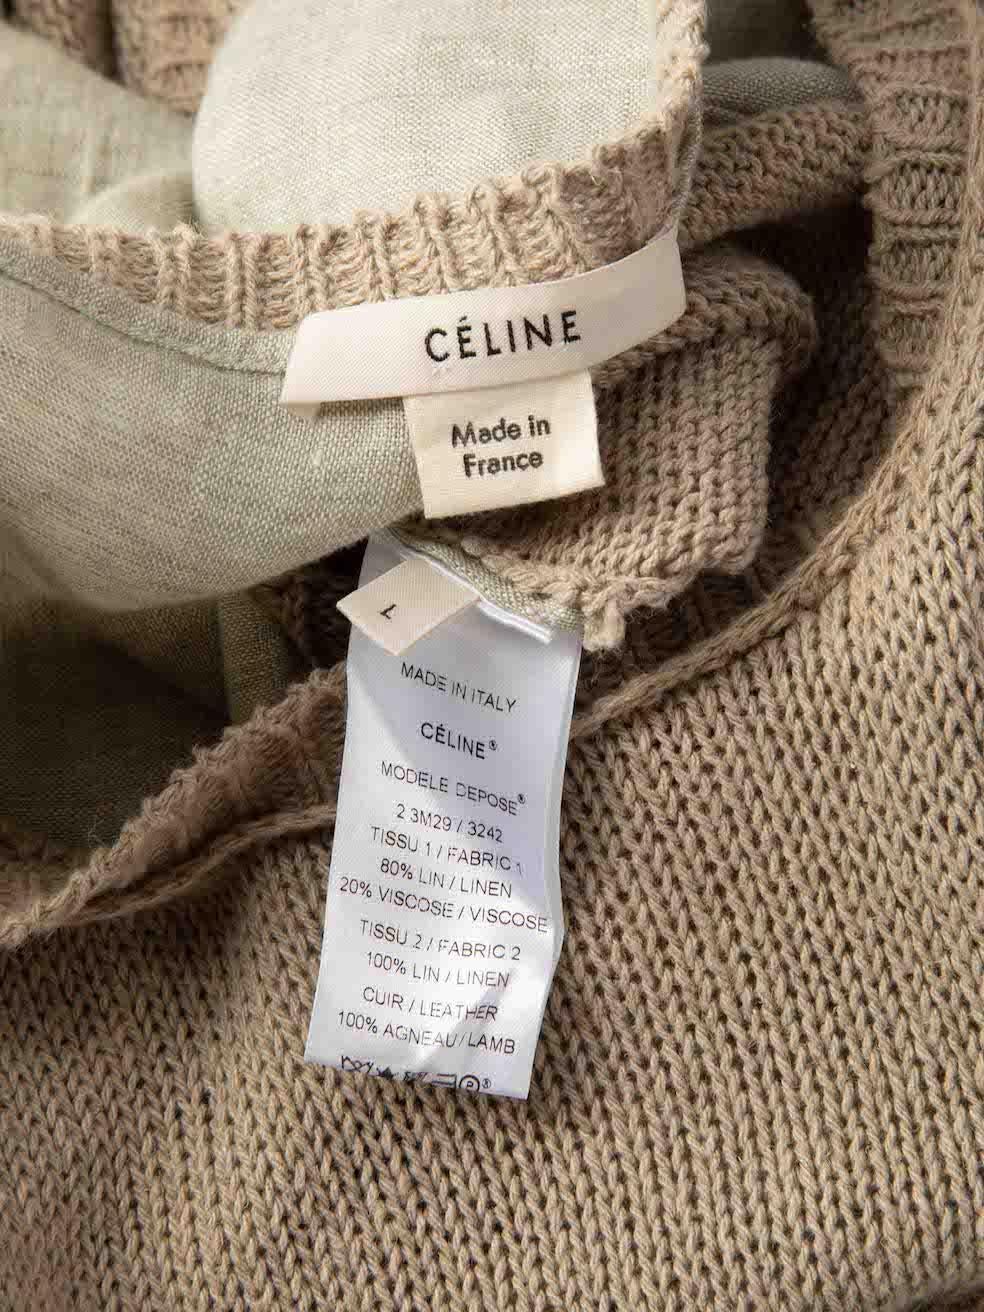 CÉLINE
Made in
France
L
MADE IN ITALY
CÉLINE®
MODELE DEPOSE®
2 3M29 / 3242
TISSU 1 / FABRIC 1
80% LIN / LINEN
20% VISCOSE / VISCOSE
TISSU 2 / FABRIC 2
100% LIN / LINEN
CUIR / LEATHER
100% AGNEAU/LAMB